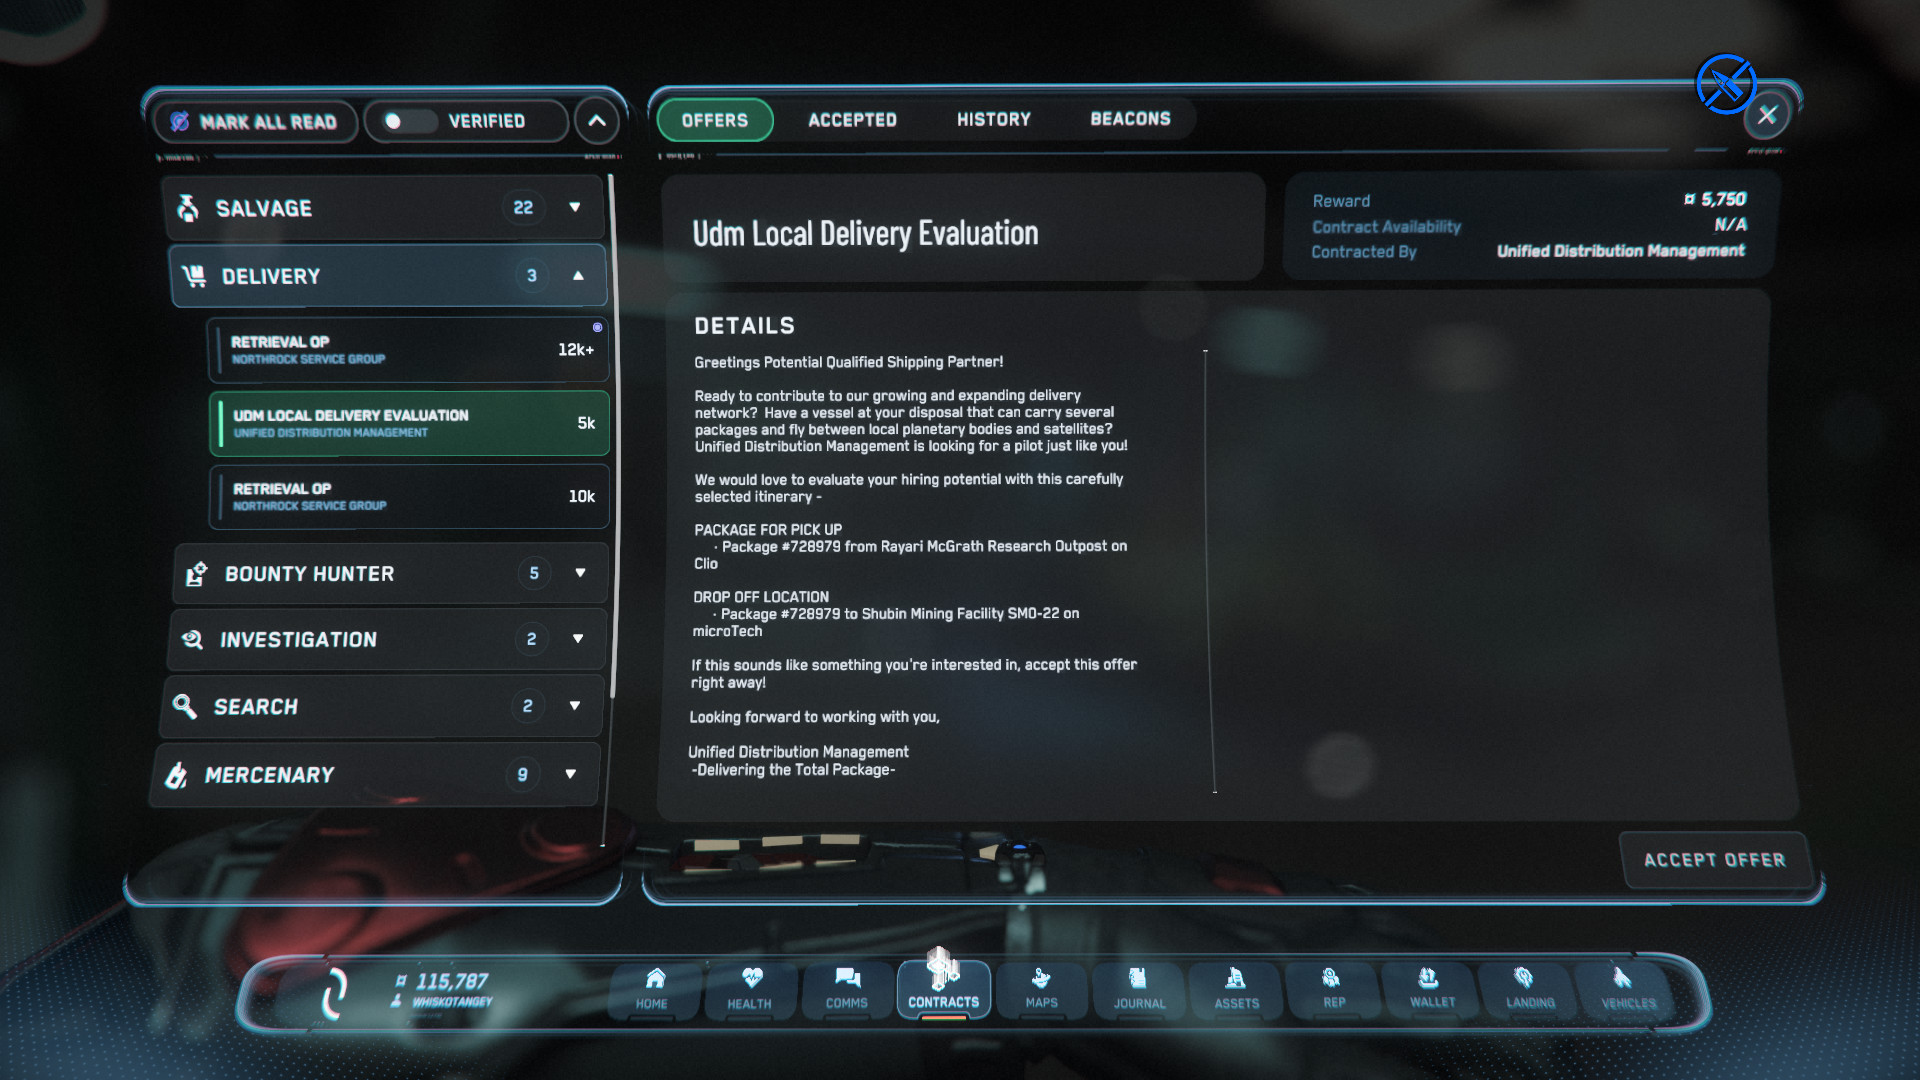 MARK ALL READ
VERIFIED
SALVAGE 22
DELIVERY 3
RETRIEVAL OP
NORTHROCK SERVICE GROUP
12k+
UDM LOCAL DELIVERY EVALUATION
UNIFIED DISTRIBUTION MANAGEMENT
5k
RETRIEVAL OP
NORTHROCK SERVICE GROUP
10k
BOUNTY HUNTER 5
INVESTIGATION 2
SEARCH 2
MERCENARY 9
OFFERS ACCEPTED HISTORY BEACONS
Udm Local Delivery Evaluation
Reward ¤ 5,750
Contract Availability N/A
Contracted By Unified Distribution Management
DETAILS
Greetings Potential Qualified Shipping Partner!
Ready to contribute to our growing and expanding delivery
network? Have a vessel at your disposal that can carry several
packages and fly between local planetary bodies and satellites?
Unified Distribution Management is looking for a pilot just like you!
We would love to evaluate your hiring potential with this carefully
selected itinerary -
PACKAGE FOR PICK UP
· Package #728979 from Rayari McGrath Research Outpost on
Clio
DROP OFF LOCATION
· Package #728979 to Shubin Mining Facility SM0-22 on
microTech
If this sounds like something you're interested in, accept this offer
right away!
Looking forward to working with you,
Unified Distribution Management
-Delivering the Total Package-
ACCEPT OFFER
¤ 115,787
WHISKOTANGEY
HOME HEALTH COMMS CONTRACTS MAPS JOURNAL ASSETS REP WALLET LANDING VEHICLES